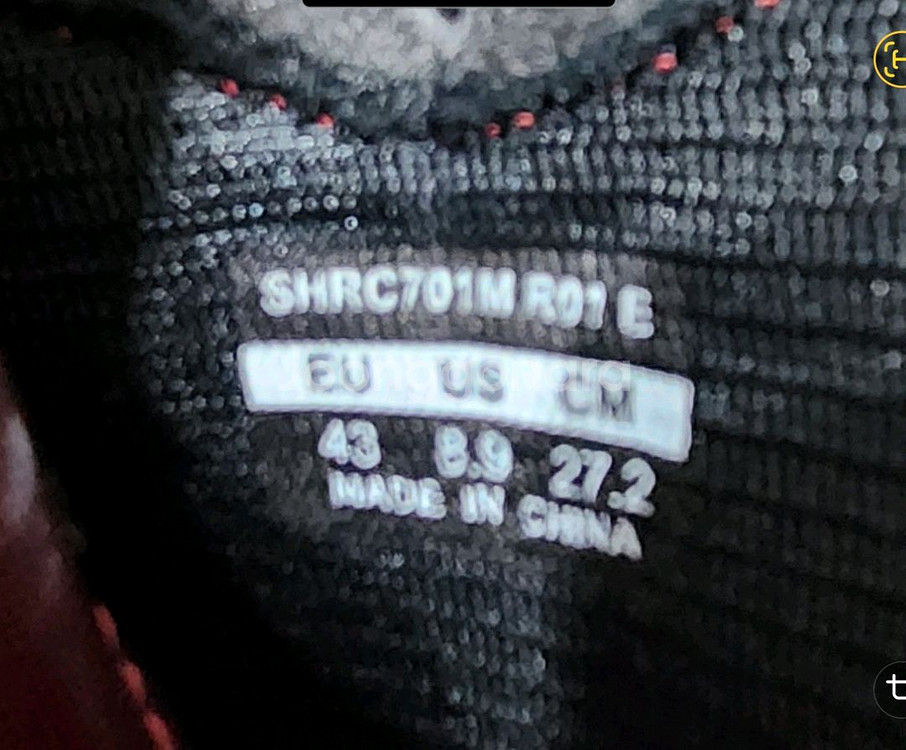 SHRC701M R01 E
EU US CM
43 8.9 27.2
MADE IN CHINA